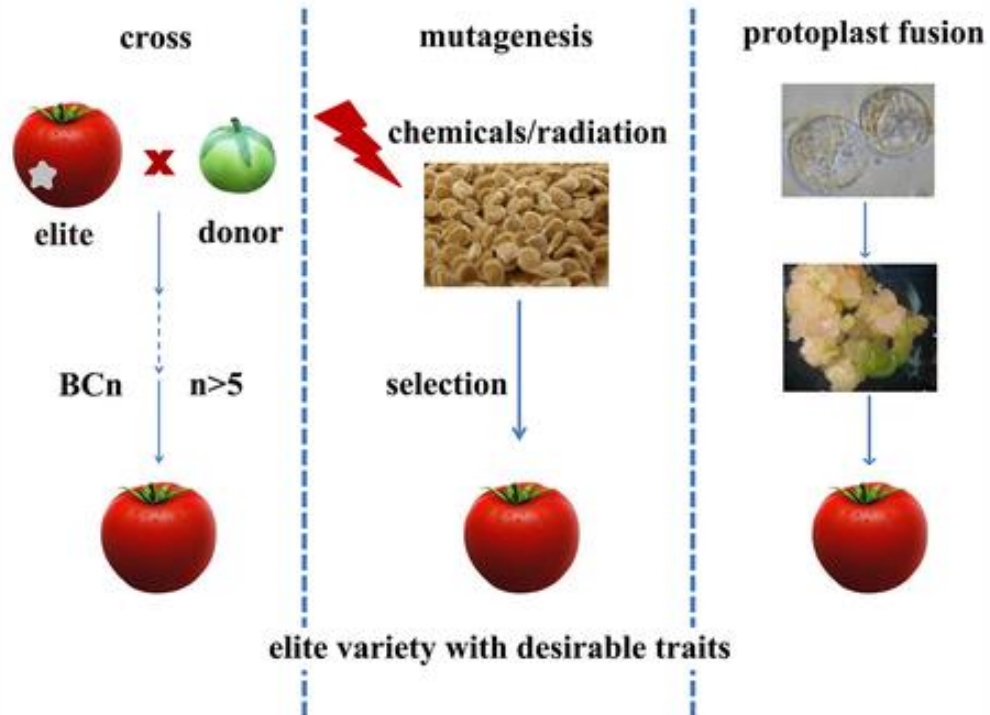 cross
elite
donor
BCn
n>5
mutagenesis
chemicals/radiation
selection
protoplast fusion
elite variety with desirable traits